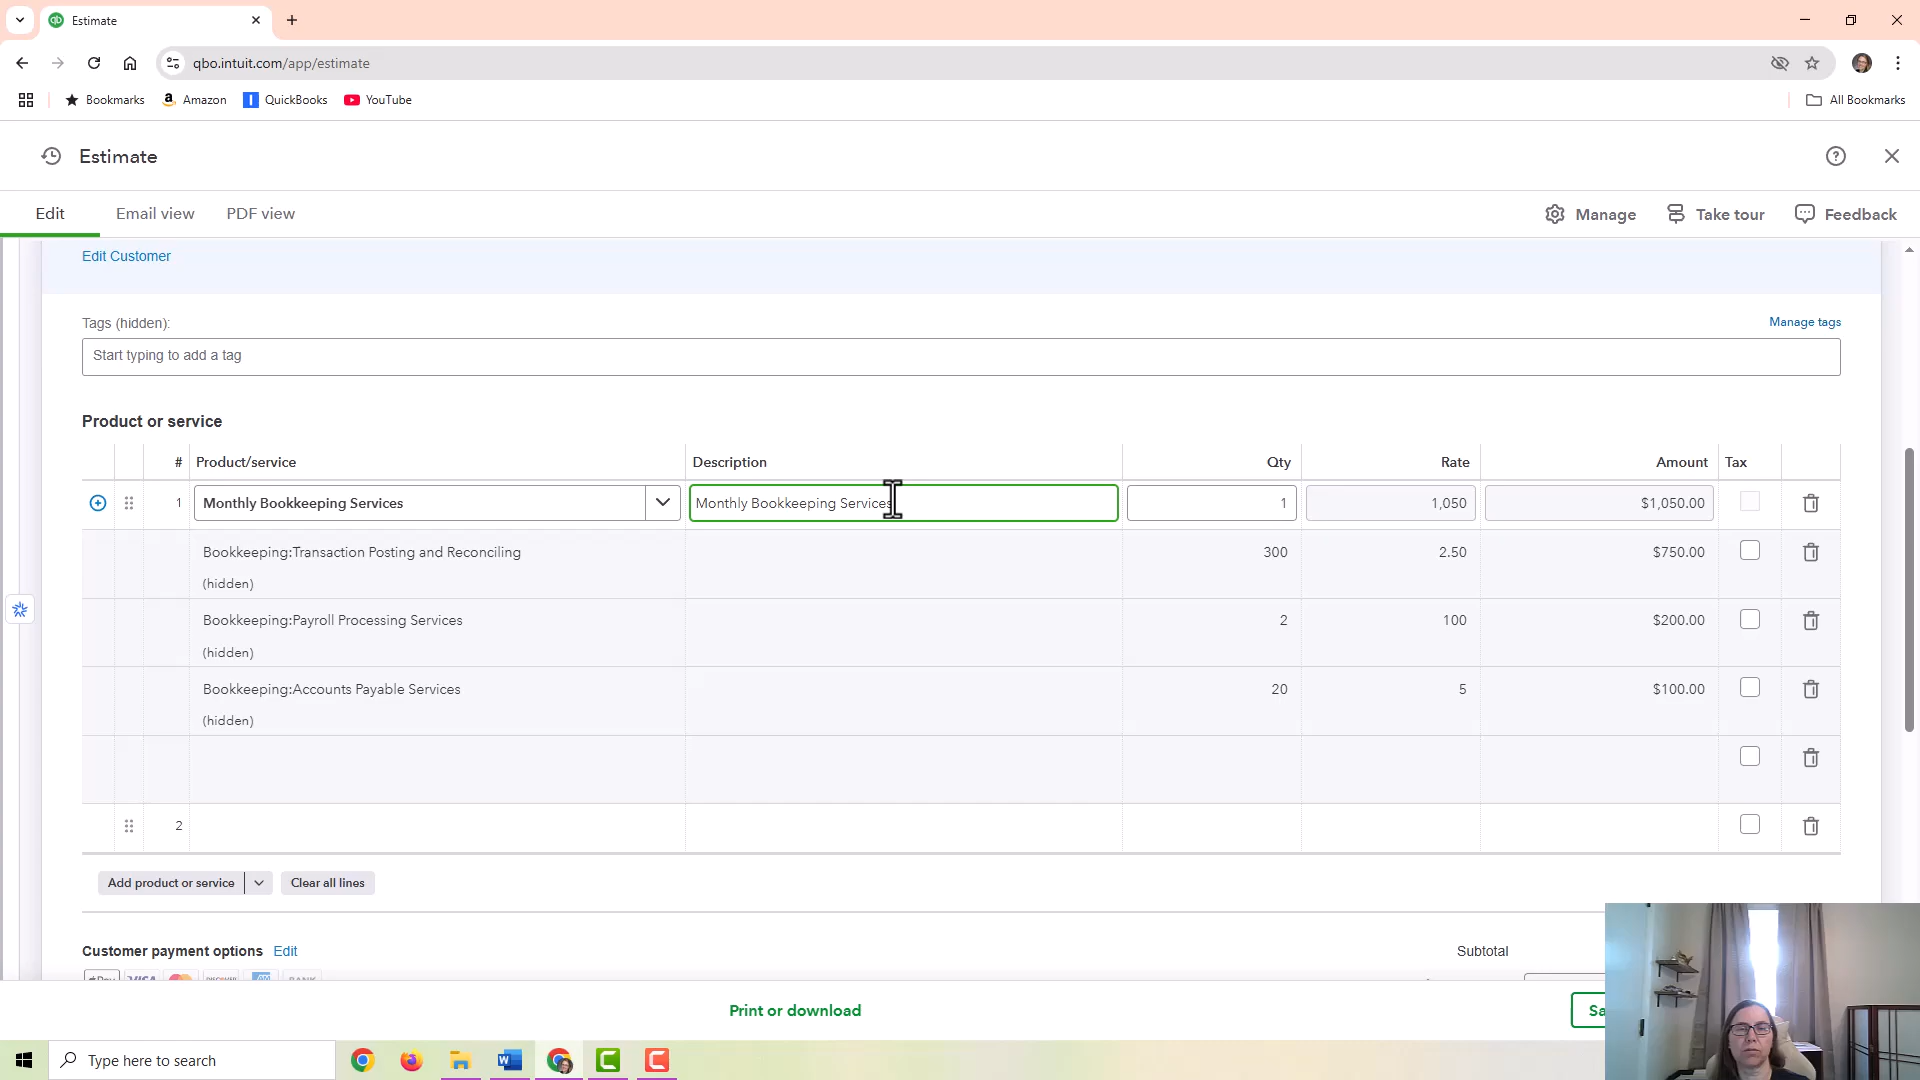 Estimate
qbo.intuit.com/app/estimate
Bookmarks Amazon QuickBooks YouTube All Bookmarks
Estimate
Edit Email view PDF view Manage Take tour Feedback
Edit Customer
Tags (hidden): Manage tags
Start typing to add a tag
Product or service
# Product/service Description Qty Rate Amount Tax
1 Monthly Bookkeeping Services Monthly Bookkeeping Services 1 1,050 $1,050.00
Bookkeeping:Transaction Posting and Reconciling 300 2.50 $750.00
(hidden)
Bookkeeping:Payroll Processing Services 2 100 $200.00
(hidden)
Bookkeeping:Accounts Payable Services 20 5 $100.00
(hidden)
2
Add product or service Clear all lines
Customer payment options Edit Subtotal
Print or download Sa
Type here to search